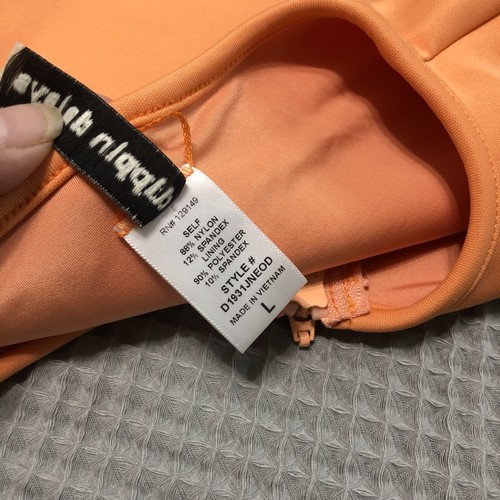 RN# 129149
SELF
88% NYLON
12% SPANDEX
LINING
90% POLYESTER
10% SPANDEX
STYLE #
D1931JNEOD
MADE IN VIETNAM
L